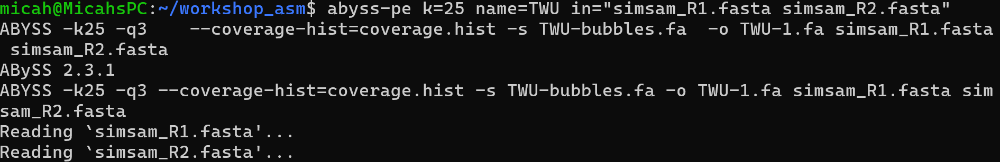 micah@MicahsPC:~/workshop_asm$ abyss-pe k=25 name=TWU in="simsam_R1.fasta simsam_R2.fasta"
ABYSS -k25 -q3    --coverage-hist=coverage.hist -s TWU-bubbles.fa  -o TWU-1.fa simsam_R1.fasta
 simsam_R2.fasta
ABySS 2.3.1
ABYSS -k25 -q3 --coverage-hist=coverage.hist -s TWU-bubbles.fa -o TWU-1.fa simsam_R1.fasta sim
sam_R2.fasta
Reading `simsam_R1.fasta'...
Reading `simsam_R2.fasta'...